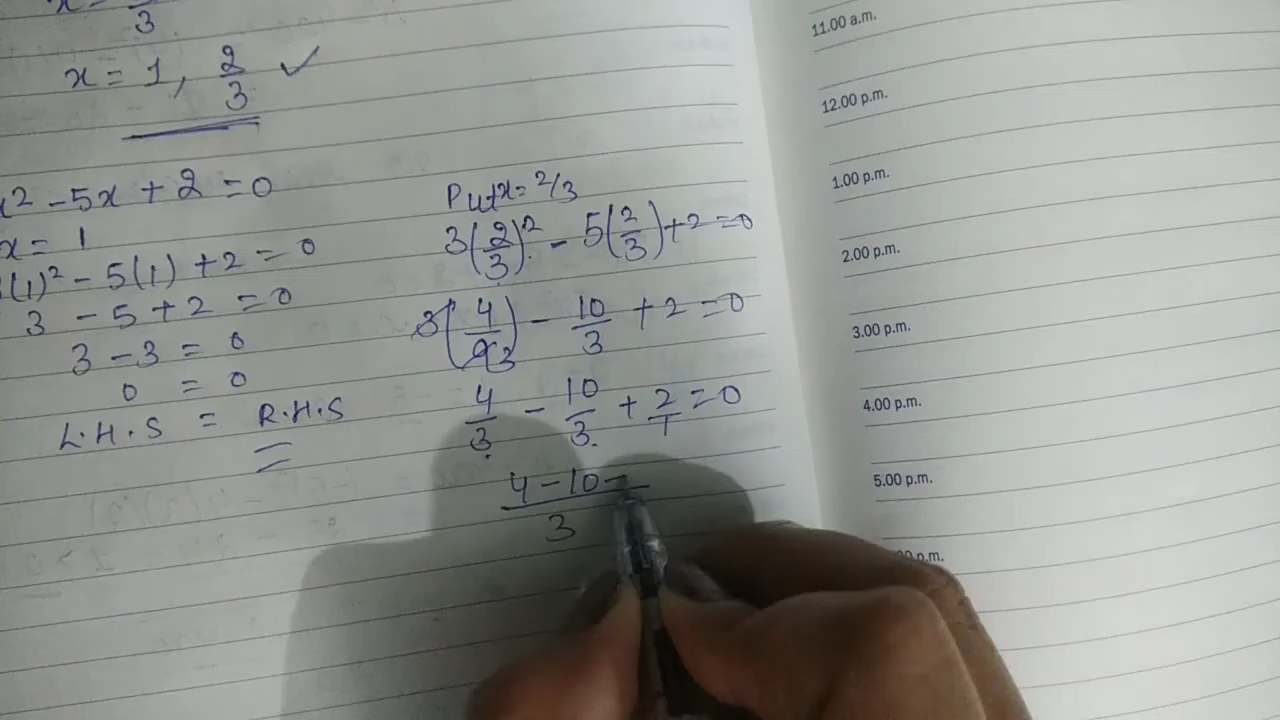 3
x = 1, 2/3 ✓
x² - 5x + 2 = 0
x = 1
(1)² - 5(1) + 2 = 0
3 - 5 + 2 = 0
3 - 3 = 0
0 = 0
L.H.S = R.H.S
Put x = 2/3
3(2/3)² - 5(2/3) + 2 = 0
3(4/93) - 10/3 + 2 = 0
4/3 - 10/3 + 2/1 = 0
4 - 10
3
11.00 a.m.
12.00 p.m.
1.00 p.m.
2.00 p.m.
3.00 p.m.
4.00 p.m.
5.00 p.m.
p.m.